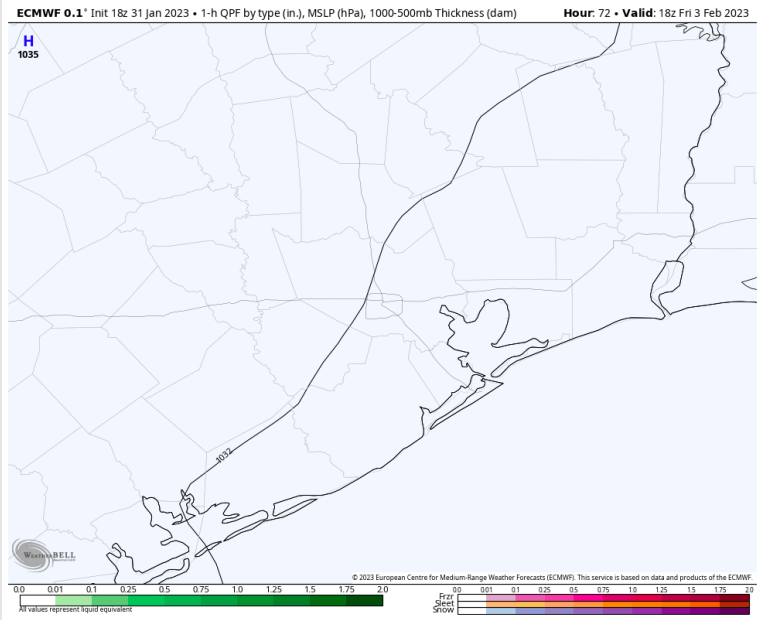 ECMWF 0.1° Init 18z 31 Jan 2023 • 1-h QPF by type (in.), MSLP (hPa), 1000-500mb Thickness (dam)
Hour: 72 • Valid: 18z Fri 3 Feb 2023
H
1035
1032
WEATHERBELL
© 2023 European Centre for Medium-Range Weather Forecasts (ECMWF). This service is based on data and products of the ECMWF.
0.0 0.01 0.1 0.25 0.5 0.75 1.0 1.25 1.5 1.75 2.0
All values represent liquid equivalent
0.0 0.01 0.1 0.25 0.5 0.75 1.0 1.25 1.5 1.75 2.0
Frzr
Sleet
Snow